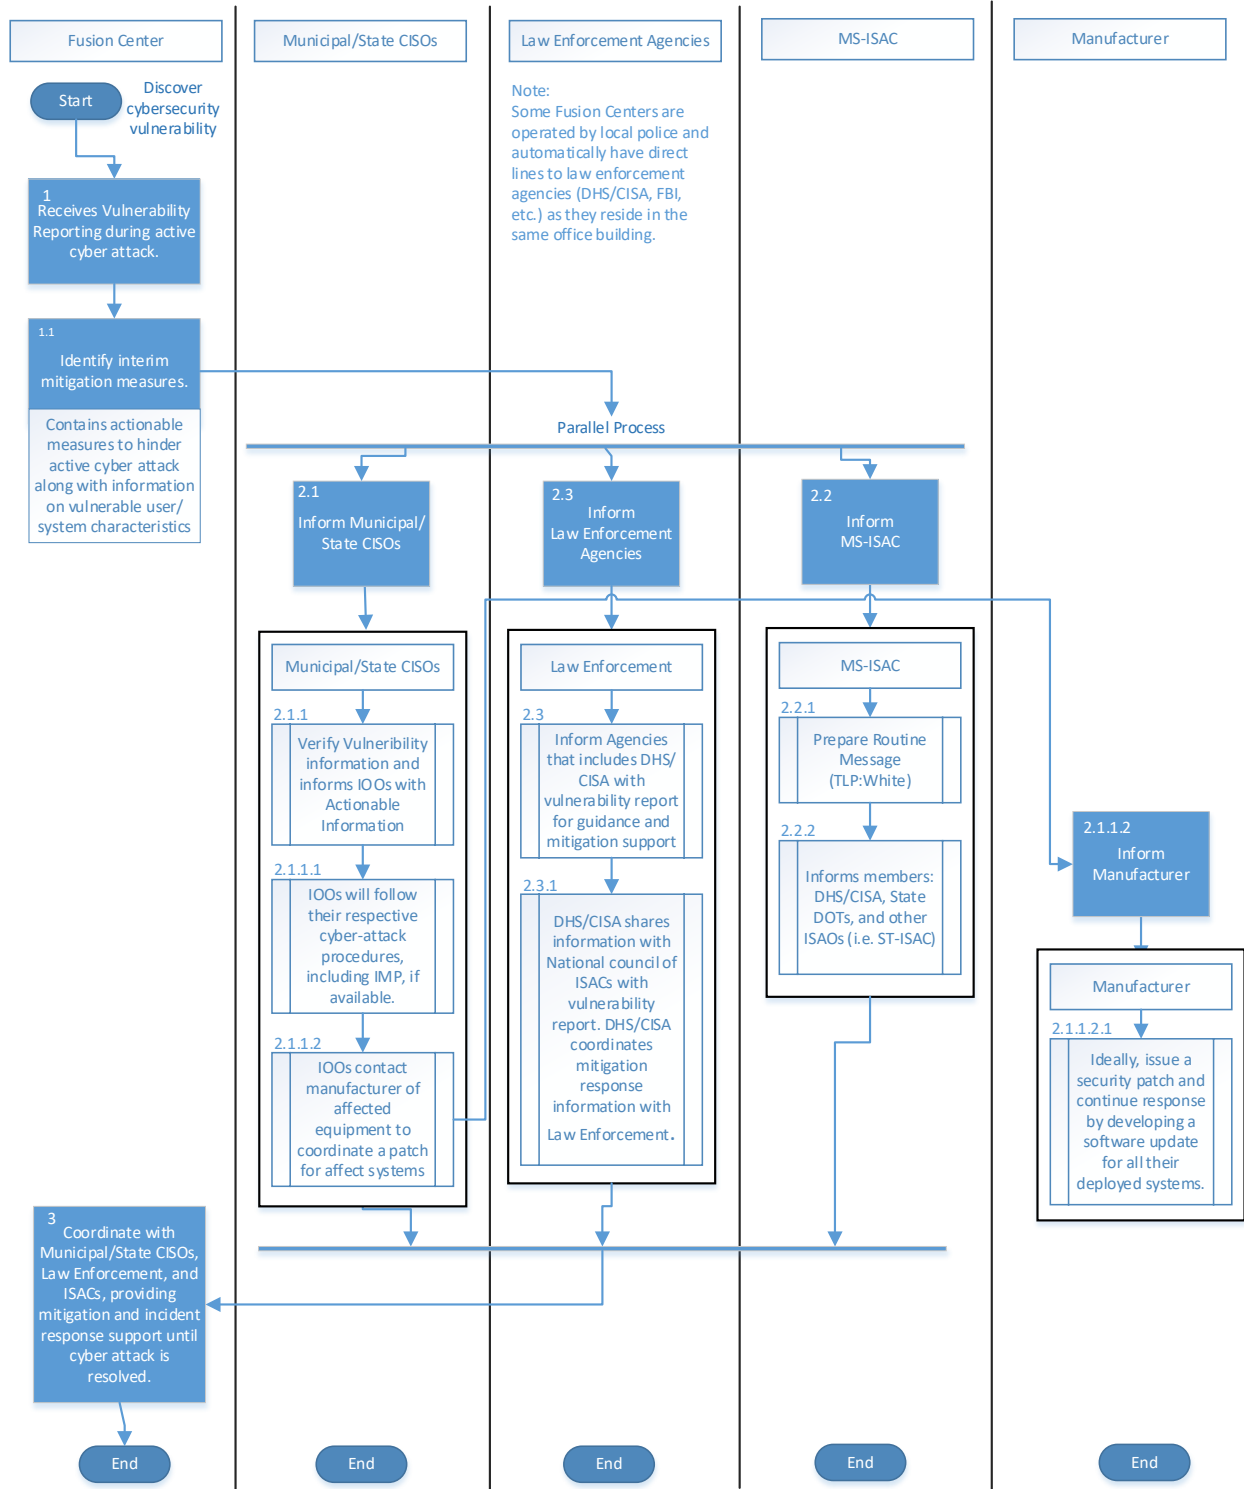 Fusion Center
Municipal/State CISOs
Law Enforcement Agencies
MS-ISAC
Manufacturer
Start
Discover
cybersecurity
vulnerability
Note:
Some Fusion Centers are
operated by local police and
automatically have direct
lines to law enforcement
agencies (DHS/CISA, FBI,
etc.) as they reside in the
same office building.
1
Receives Vulnerability
Reporting during active
cyber attack.
1.1
Identify interim
mitigation measures.
Contains actionable
measures to hinder
active cyber attack
along with information
on vulnerable user/
system characteristics
Parallel Process
2.1
Inform Municipal/
State CISOs
2.3
Inform
Law Enforcement
Agencies
2.2
Inform
MS-ISAC
Municipal/State CISOs
2.1.1
Verify Vulneribility
information and
informs IOOs with
Actionable
Information
2.1.1.1
IOOs will follow
their respective
cyber-attack
procedures,
including IMP, if
available.
2.1.1.2
IOOs contact
manufacturer of
affected
equipment to
coordinate a patch
for affect systems
Law Enforcement
2.3
Inform Agencies
that includes DHS/
CISA with
vulnerability report
for guidance and
mitigation support
2.3.1
DHS/CISA shares
information with
National council of
ISACs with
vulnerability
report. DHS/CISA
coordinates
mitigation
response
information with
Law Enforcement.
MS-ISAC
2.2.1
Prepare Routine
Message
(TLP:White)
2.2.2
Informs members:
DHS/CISA, State
DOTs, and other
ISAOs (i.e. ST-ISAC)
2.1.1.2
Inform
Manufacturer
Manufacturer
2.1.1.2.1
Ideally, issue a
security patch and
continue response
by developing a
software update
for all their
deployed systems.
3
Coordinate with
Municipal/State CISOs,
Law Enforcement, and
ISACs, providing
mitigation and incident
response support until
cyber attack is
resolved.
End
End
End
End
End